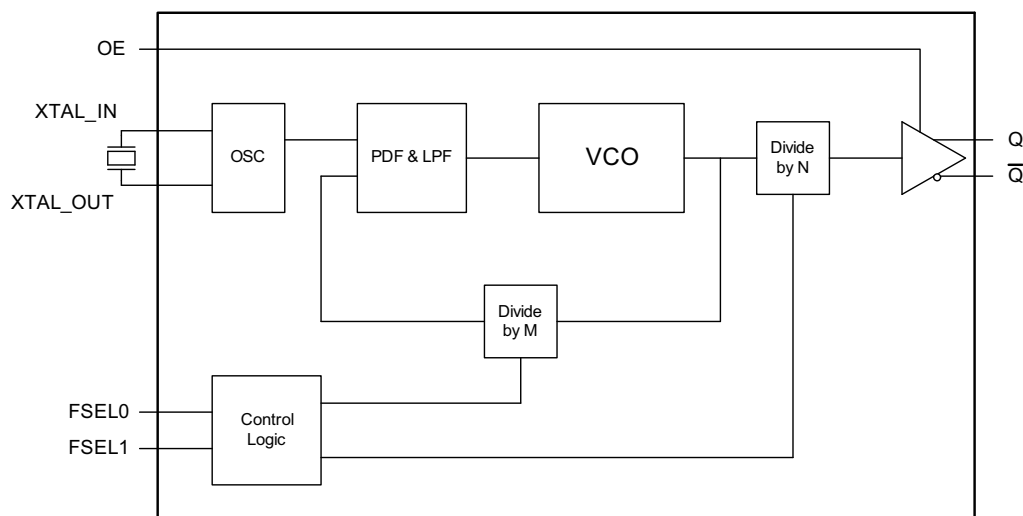 OE
XTAL_IN
XTAL_OUT
OSC
PDF & LPF
VCO
Divide
by N
Q
Q̅
Divide
by M
FSEL0
FSEL1
Control
Logic